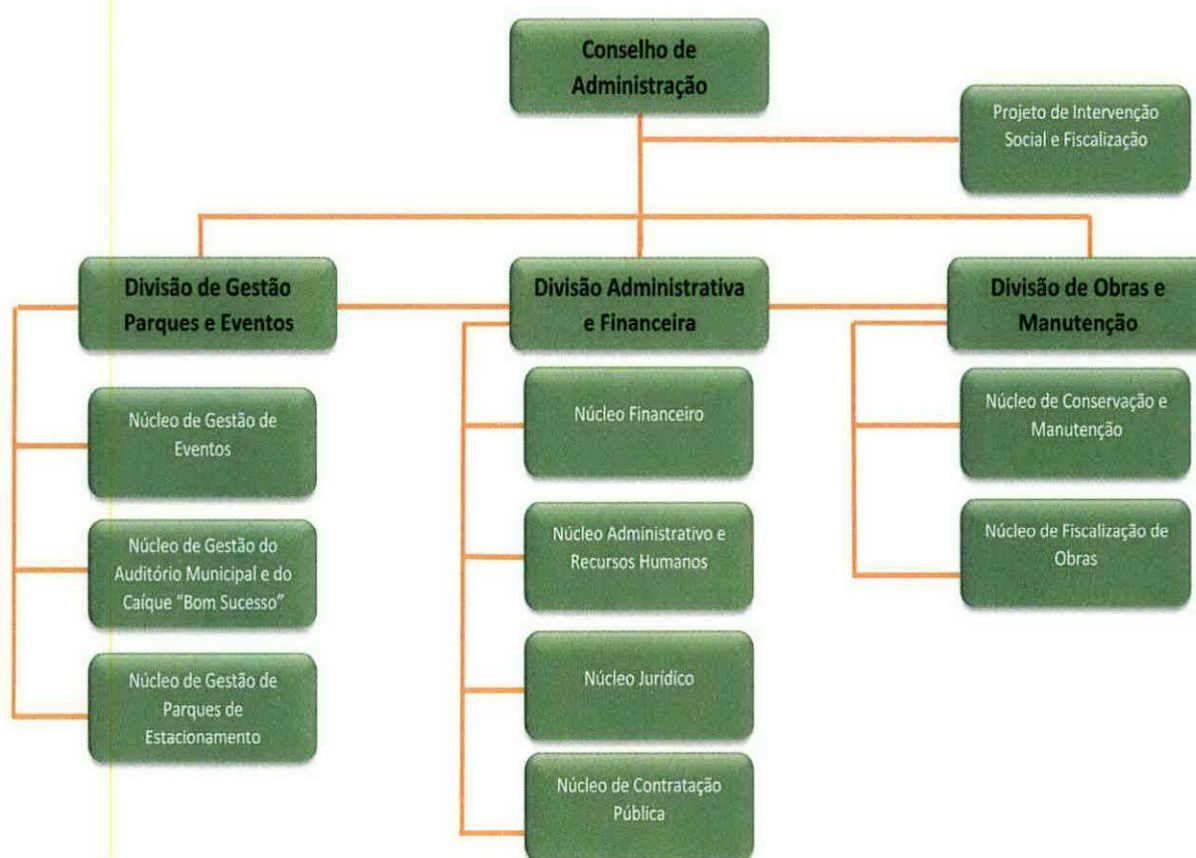 Conselho de
Administração
Projeto de Intervenção
Social e Fiscalização
Divisão de Gestão
Parques e Eventos
Divisão Administrativa
e Financeira
Divisão de Obras e
Manutenção
Núcleo de Gestão de
Eventos
Núcleo de Gestão do
Auditório Municipal e do
Caíque "Bom Sucesso"
Núcleo de Gestão de
Parques de
Estacionamento
Núcleo Financeiro
Núcleo Administrativo e
Recursos Humanos
Núcleo Jurídico
Núcleo de Contratação
Pública
Núcleo de Conservação e
Manutenção
Núcleo de Fiscalização de
Obras